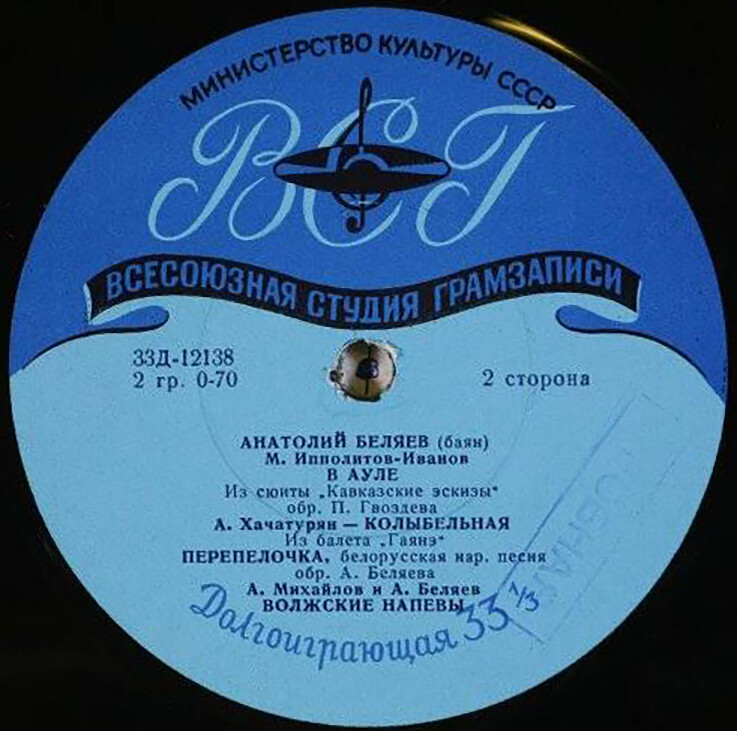 МИНИСТЕРСТВО КУЛЬТУРЫ СССР
ВСГ
ВСЕСОЮЗНАЯ СТУДИЯ ГРАМЗАПИСИ
33Д-12138
2 гр. 0-70
2 сторона
АНАТОЛИЙ БЕЛЯЕВ (баян)
М. Ипполитов-Иванов
В АУЛЕ
Из сюиты „Кавказские эскизы"
обр. П. Гвоздева
А. Хачатурян — КОЛЫБЕЛЬНАЯ
Из балета „Гаянэ"
ПЕРЕПЕЛОЧКА, белорусская нар. песня
обр. А. Беляева
А. Михайлов и А. Беляев
ВОЛЖСКИЕ НАПЕВЫ
Долгоиграющая 33 ⅓